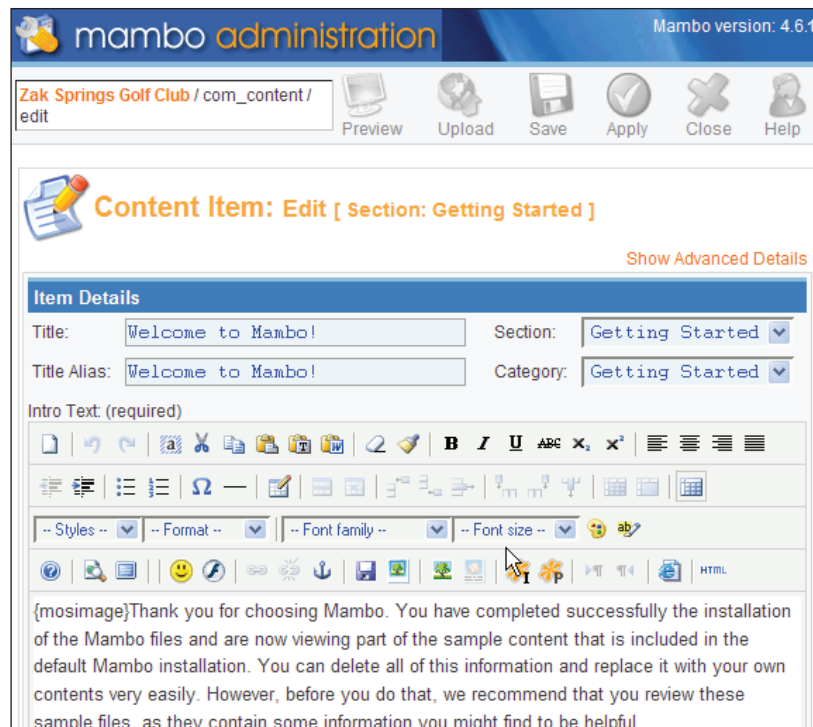 mambo administration
Mambo version: 4.6.1
Zak Springs Golf Club / com_content /
edit
Preview Upload Save Apply Close Help
Content Item: Edit [ Section: Getting Started ]
Show Advanced Details
Item Details
Title: Welcome to Mambo! Section: Getting Started
Title Alias: Welcome to Mambo! Category: Getting Started
Intro Text: (required)
B I U ABC x₂ x²
Ω
-- Styles -- -- Format -- -- Font family -- -- Font size -- ab
I P HTML
{mosimage}Thank you for choosing Mambo. You have completed successfully the installation
of the Mambo files and are now viewing part of the sample content that is included in the
default Mambo installation. You can delete all of this information and replace it with your own
contents very easily. However, before you do that, we recommend that you review these
sample files, as they contain some information you might find to be helpful